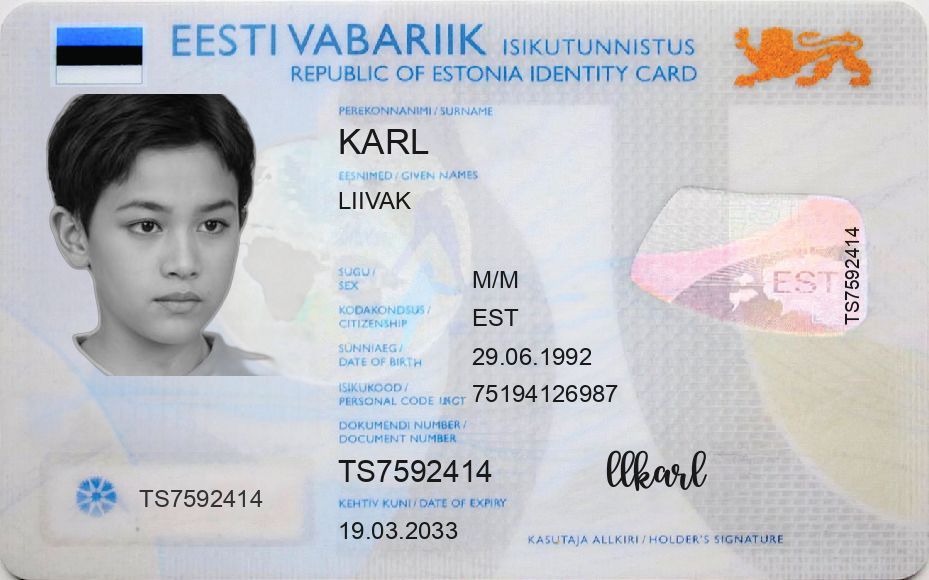 EESTI VABARIIK ISIKUTUNNISTUS
REPUBLIC OF ESTONIA IDENTITY CARD
PEREKONNANIMI / SURNAME
KARL
EESNIMED / GIVEN NAMES
LIIVAK
SUGU /
SEX
M/M
KODAKONDSUS /
CITIZENSHIP
EST
SÜNNIAEG /
DATE OF BIRTH
29.06.1992
ISIKUKOOD /
PERSONAL CODE
75194126987
DOKUMENDI NUMBER /
DOCUMENT NUMBER
TS7592414
KEHTIV KUNI / DATE OF EXPIRY
19.03.2033
TS7592414
EST
TS7592414
llkarl
KASUTAJA ALLKIRI / HOLDER'S SIGNATURE